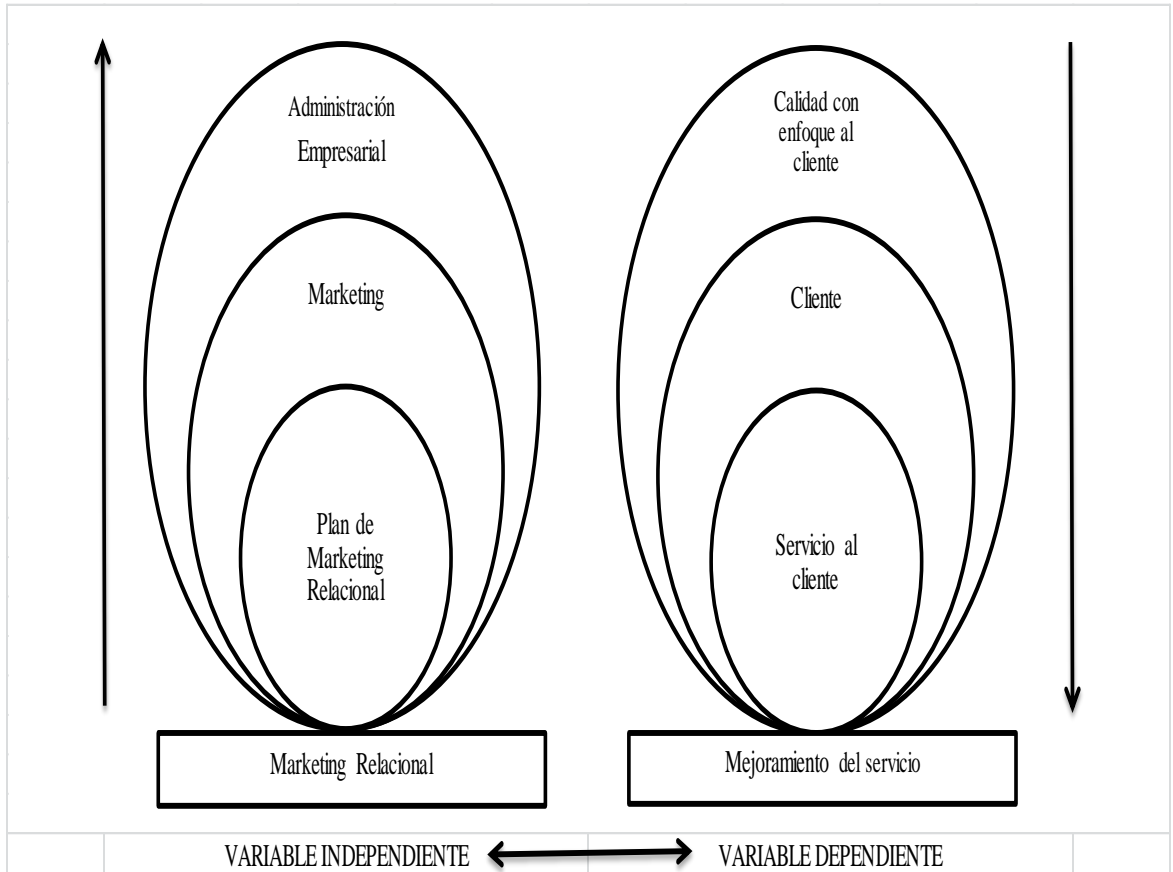 Administración
Empresarial
Marketing
Plan de
Marketing
Relacional
Marketing Relacional
Calidad con
enfoque al
cliente
Cliente
Servicio al
cliente
Mejoramiento del servicio
VARIABLE INDEPENDIENTE
VARIABLE DEPENDIENTE